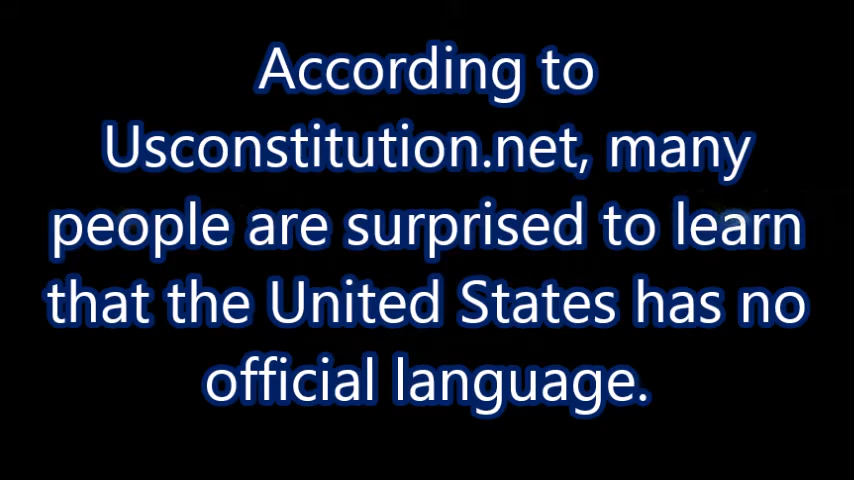 According to
Usconstitution.net, many
people are surprised to learn
that the United States has no
official language.